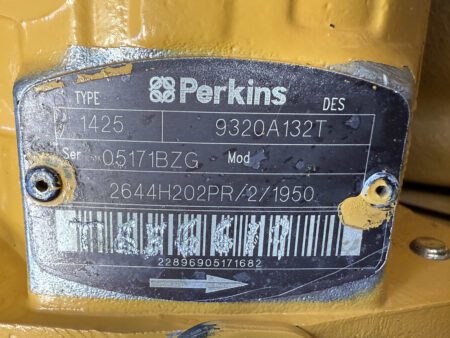 Perkins
TYPE DES
1425 9320A132T
Ser 05171BZG Mod
2644H202PR/2/1950
22896905171682